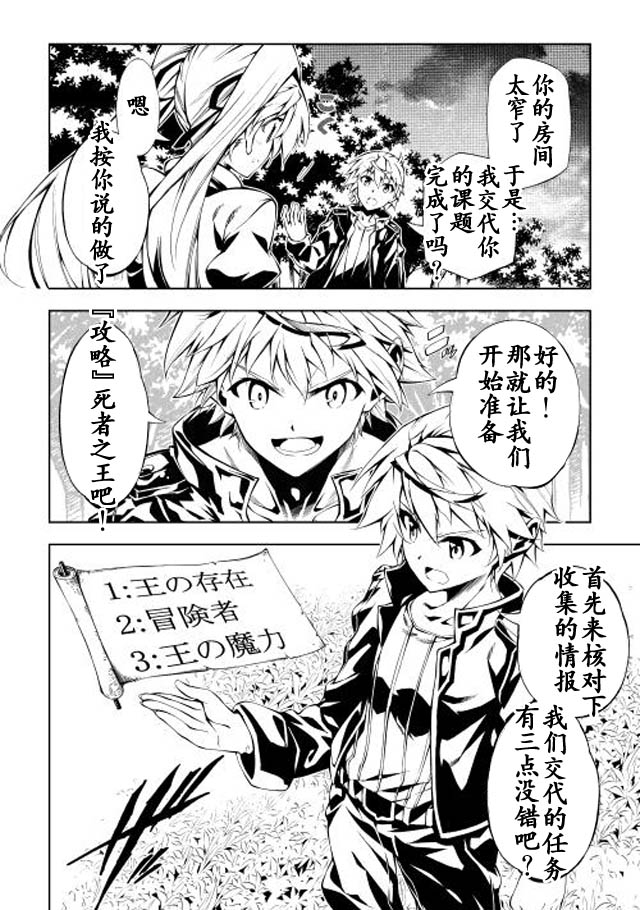 你的房间
太窄了
于是…
我交代你
的课题
完成了吗？
嗯
我按你说的做了
好的！
那就让我们
开始准备
『攻略』死者之王吧！
首先来核对下
收集的情报
我们交代的任务
有三点没错吧？
1:王の存在
2:冒険者
3:王の魔力